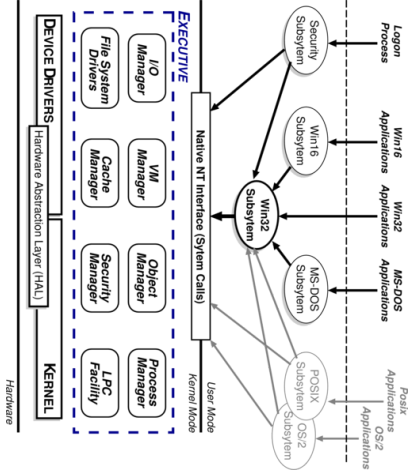 Logon
Process
Win16
Applications
Win32
Applications
MS-DOS
Applications
Posix
Applications
OS/2
Applications
Security
Subsytem
Win16
Subsystem
MS-DOS
Subsystem
POSIX
Subsystem
OS/2
Subsystem
Win32
Subsystem
Native NT Interface (Sytem Calls)
User Mode
Kernel Mode
EXECUTIVE
I/O
Manager
VM
Manager
Object
Manager
Process
Manager
File System
Drivers
Cache
Manager
Security
Manager
LPC
Facility
DEVICE DRIVERS
KERNEL
Hardware Abstraction Layer (HAL)
Hardware